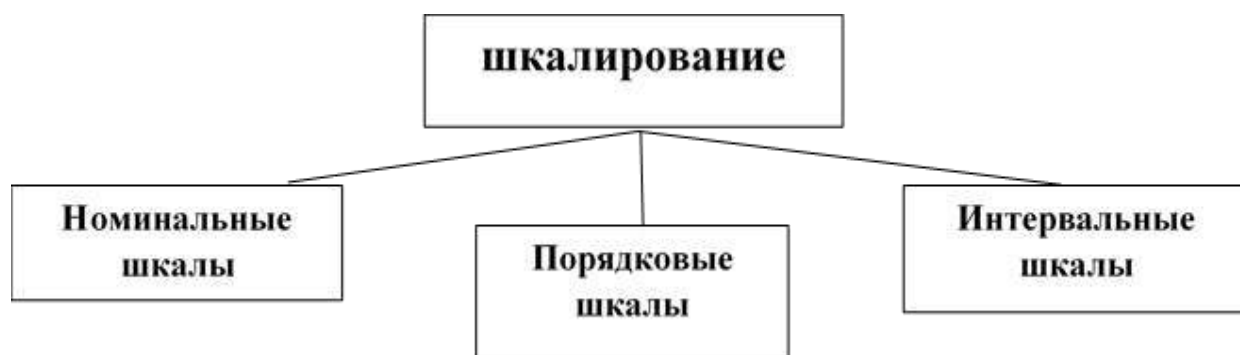 шкалирование
Номинальные
шкалы
Порядковые
шкалы
Интервальные
шкалы